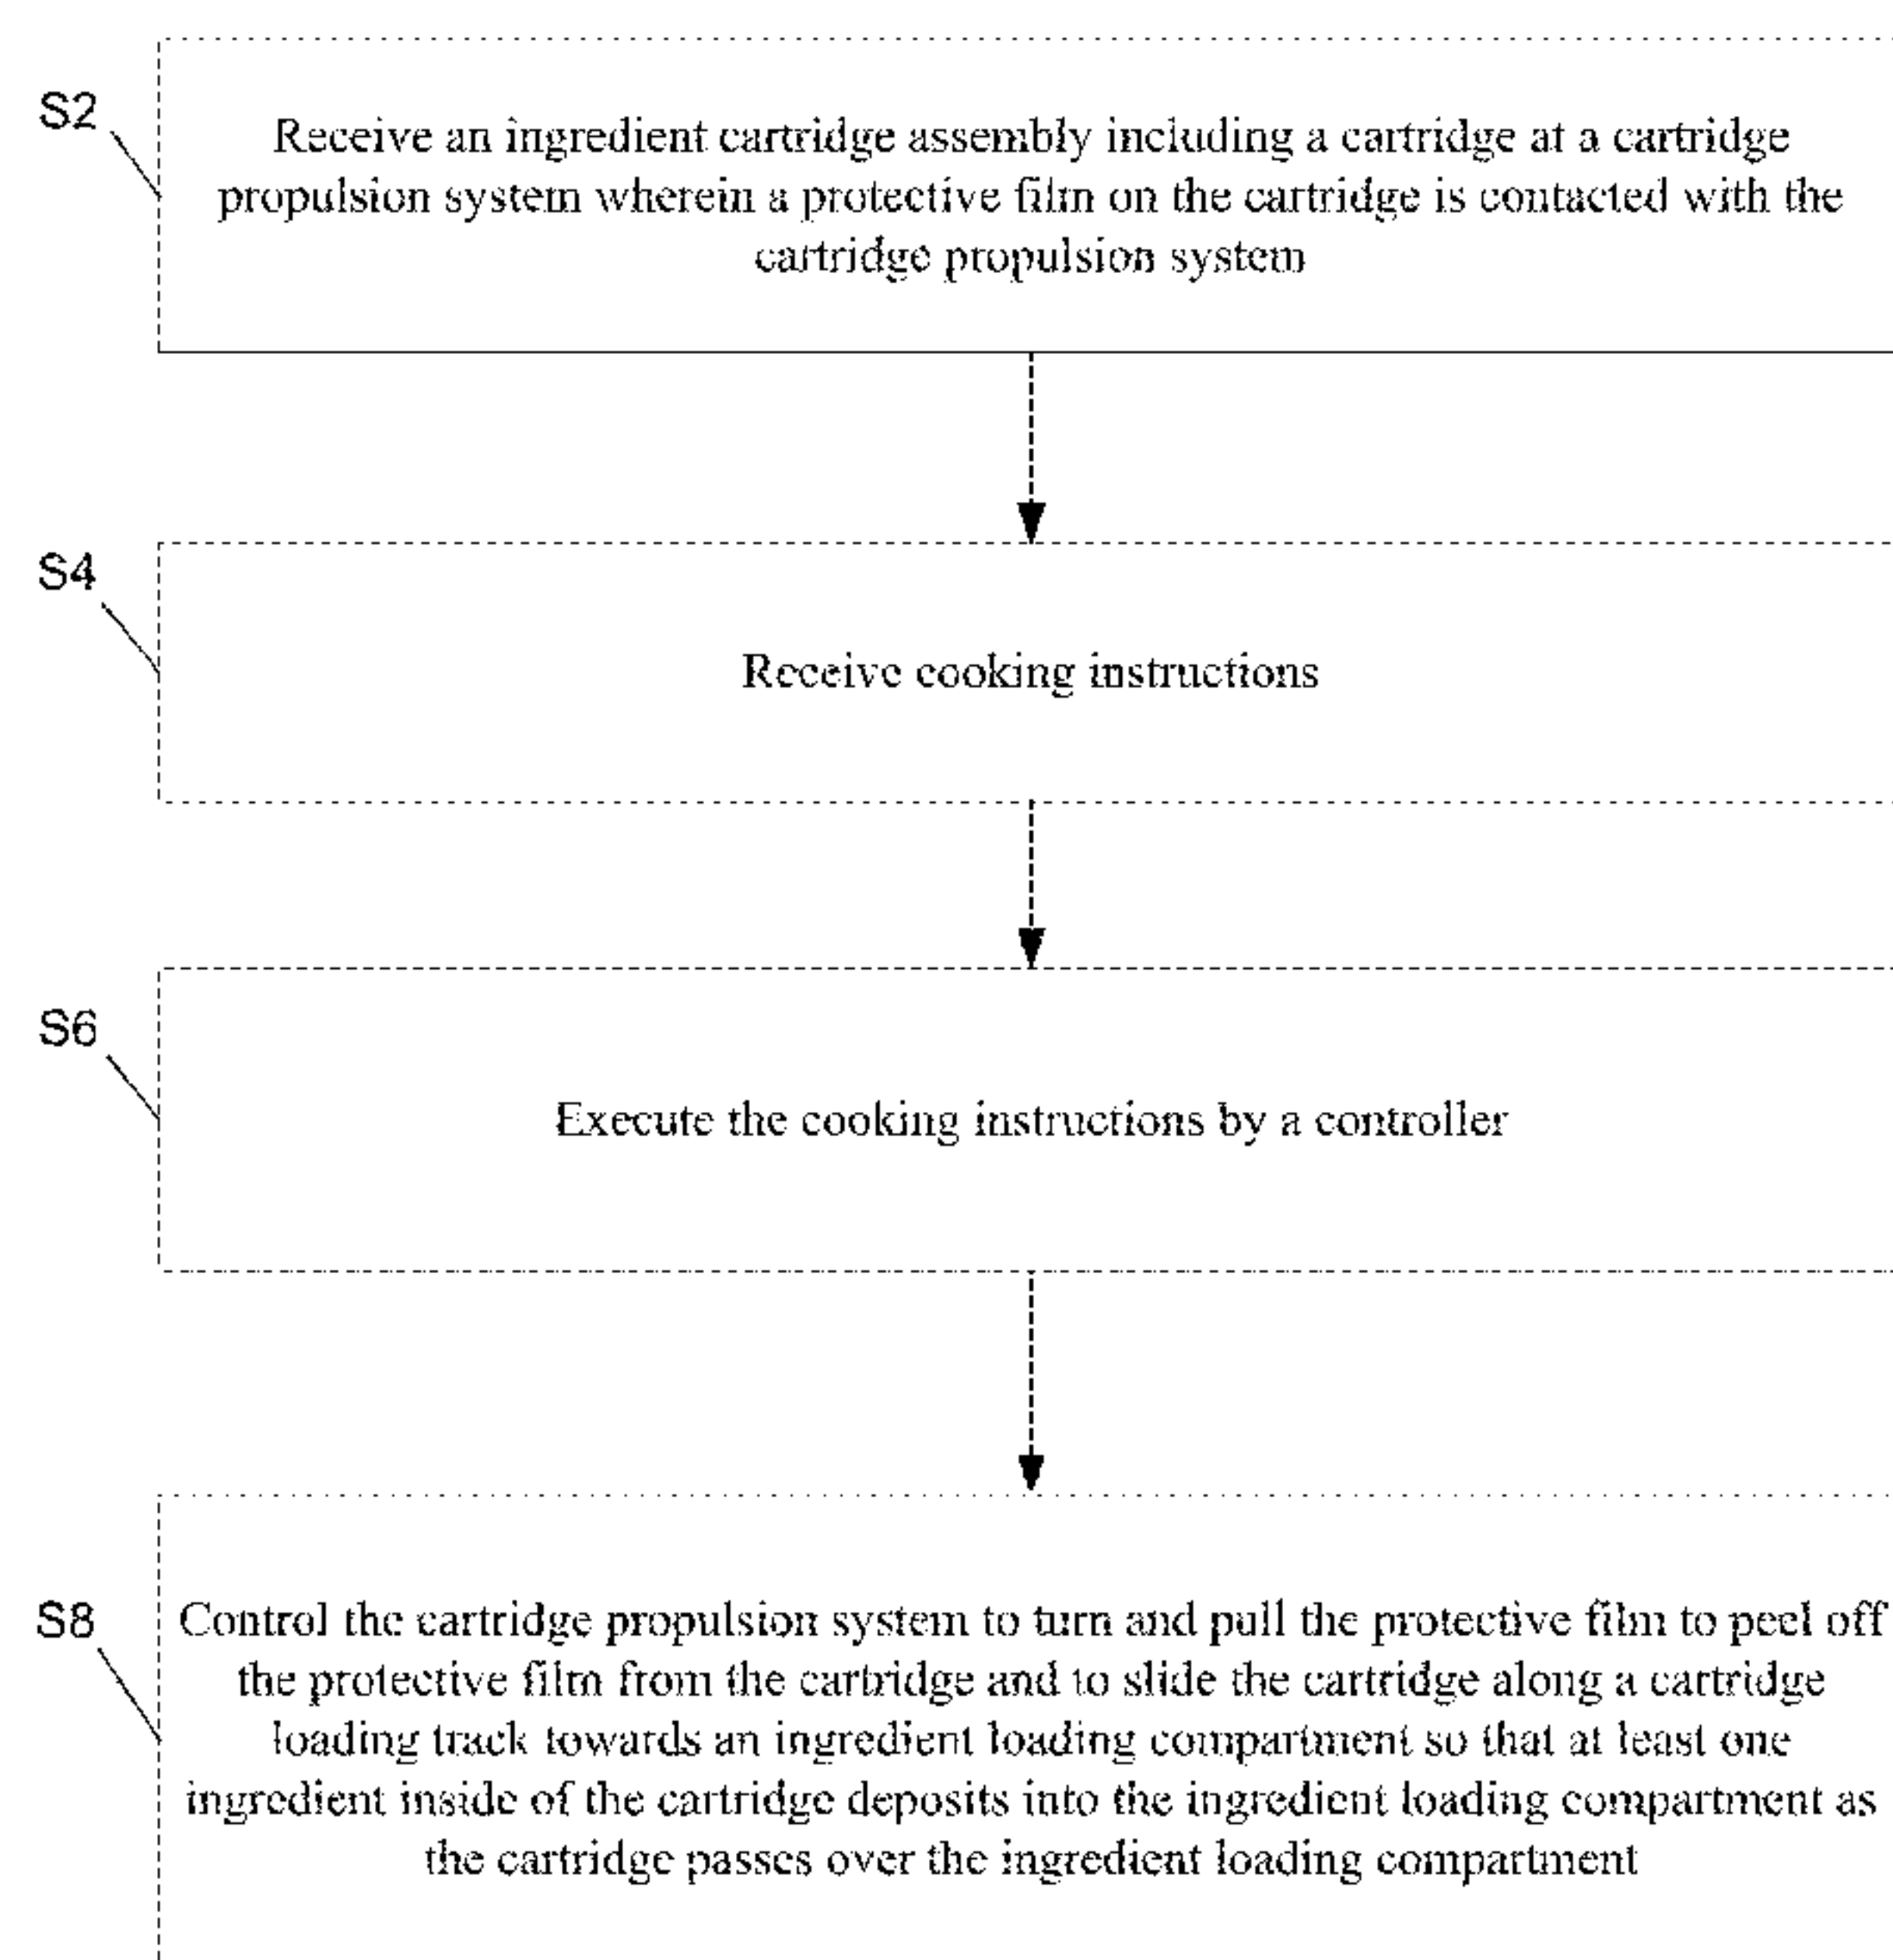 S2
Receive an ingredient cartridge assembly including a cartridge at a cartridge
propulsion system wherein a protective film on the cartridge is contacted with the
cartridge propulsion system
S4
Receive cooking instructions
S6
Execute the cooking instructions by a controller
S8
Control the cartridge propulsion system to turn and pull the protective film to peel off
the protective film from the cartridge and to slide the cartridge along a cartridge
loading track towards an ingredient loading compartment so that at least one
ingredient inside of the cartridge deposits into the ingredient loading compartment as
the cartridge passes over the ingredient loading compartment